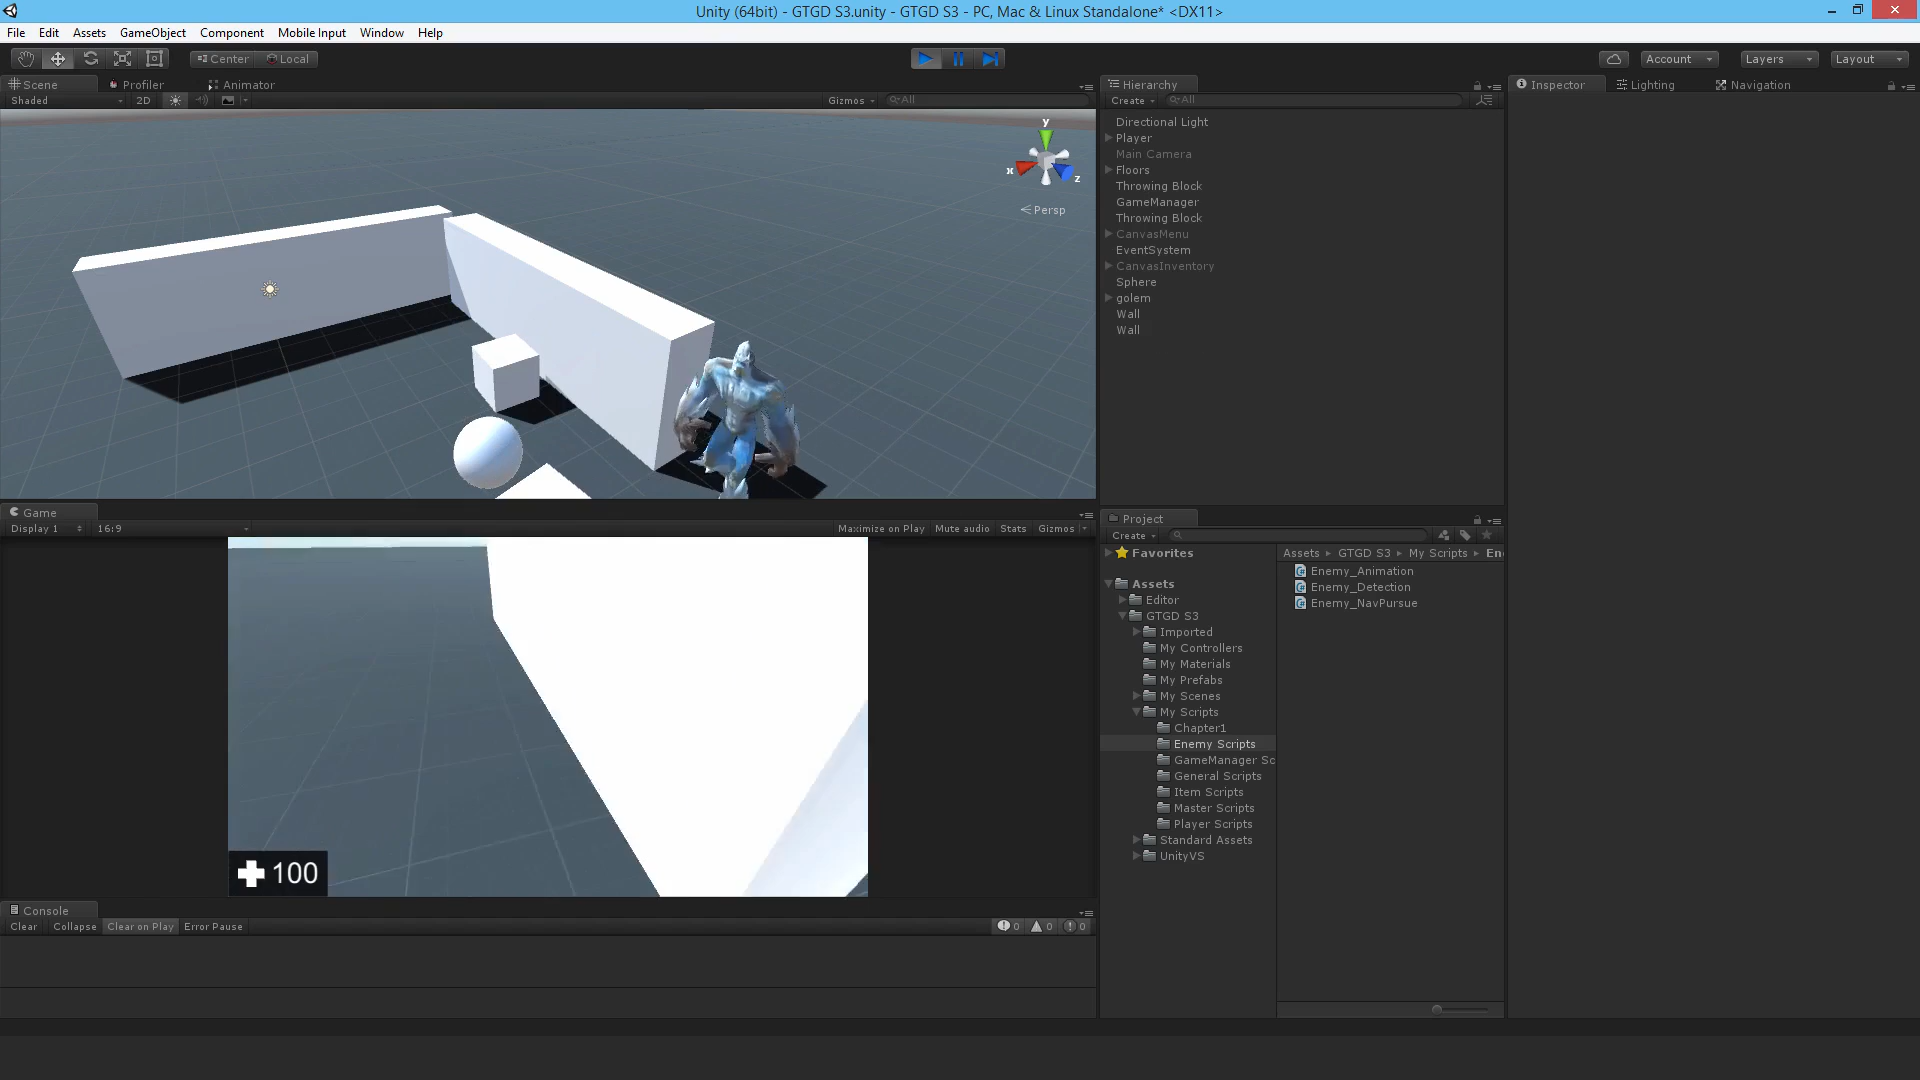 Unity (64bit) - GTGD S3.unity - GTGD S3 - PC, Mac & Linux Standalone* <DX11>
File Edit Assets GameObject Component Mobile Input Window Help
Center Local Account Layers Layout
Scene Profiler Animator
Shaded 2D Gizmos All
y
x
z
Persp
Hierarchy
Create All
Directional Light
Player
Main Camera
Floors
Throwing Block
GameManager
Throwing Block
CanvasMenu
EventSystem
CanvasInventory
Sphere
golem
Wall
Wall
Inspector Lighting Navigation
Game
Display 1 16:9 Maximize on Play Mute audio Stats Gizmos
100
Project
Create
Favorites
Assets
Editor
GTGD S3
Imported
My Controllers
My Materials
My Prefabs
My Scenes
My Scripts
Chapter1
Enemy Scripts
GameManager Sc
General Scripts
Item Scripts
Master Scripts
Player Scripts
Standard Assets
UnityVS
Assets GTGD S3 My Scripts En
Enemy_Animation
Enemy_Detection
Enemy_NavPursue
Console
Clear Collapse Clear on Play Error Pause 0 0 0